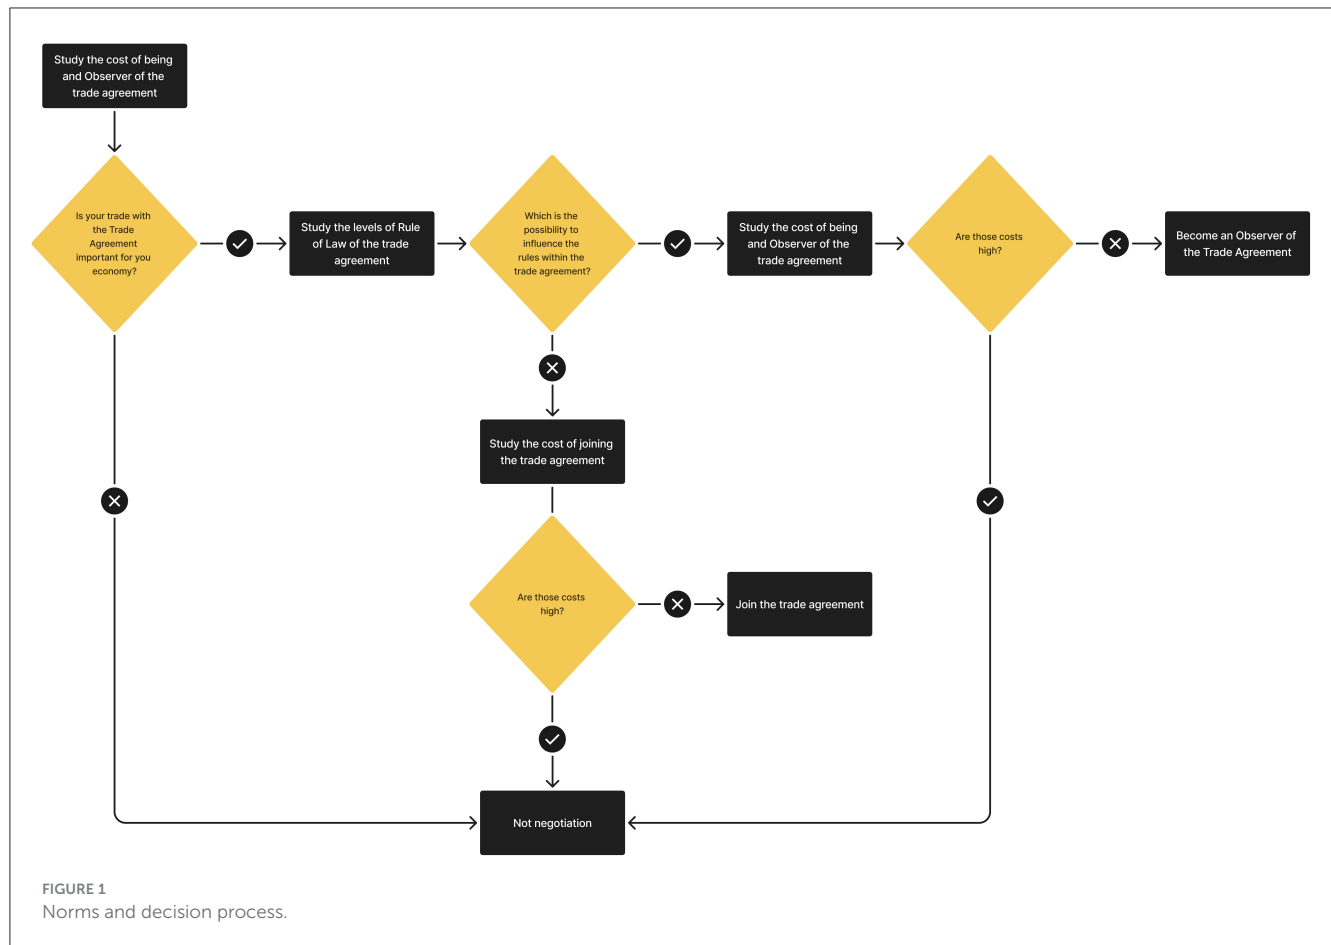 Study the cost of being
and Observer of the
trade agreement
Is your trade with
the Trade
Agreement
important for you
economy?
Study the levels of Rule
of Law of the trade
agreement
Which is the
possibility to
influence the
rules within the
trade agreement?
Study the cost of being
and Observer of the
trade agreement
Are those costs
high?
Become an Observer of
the Trade Agreement
Study the cost of joining
the trade agreement
Are those costs
high?
Join the trade agreement
Not negotiation
FIGURE 1
Norms and decision process.